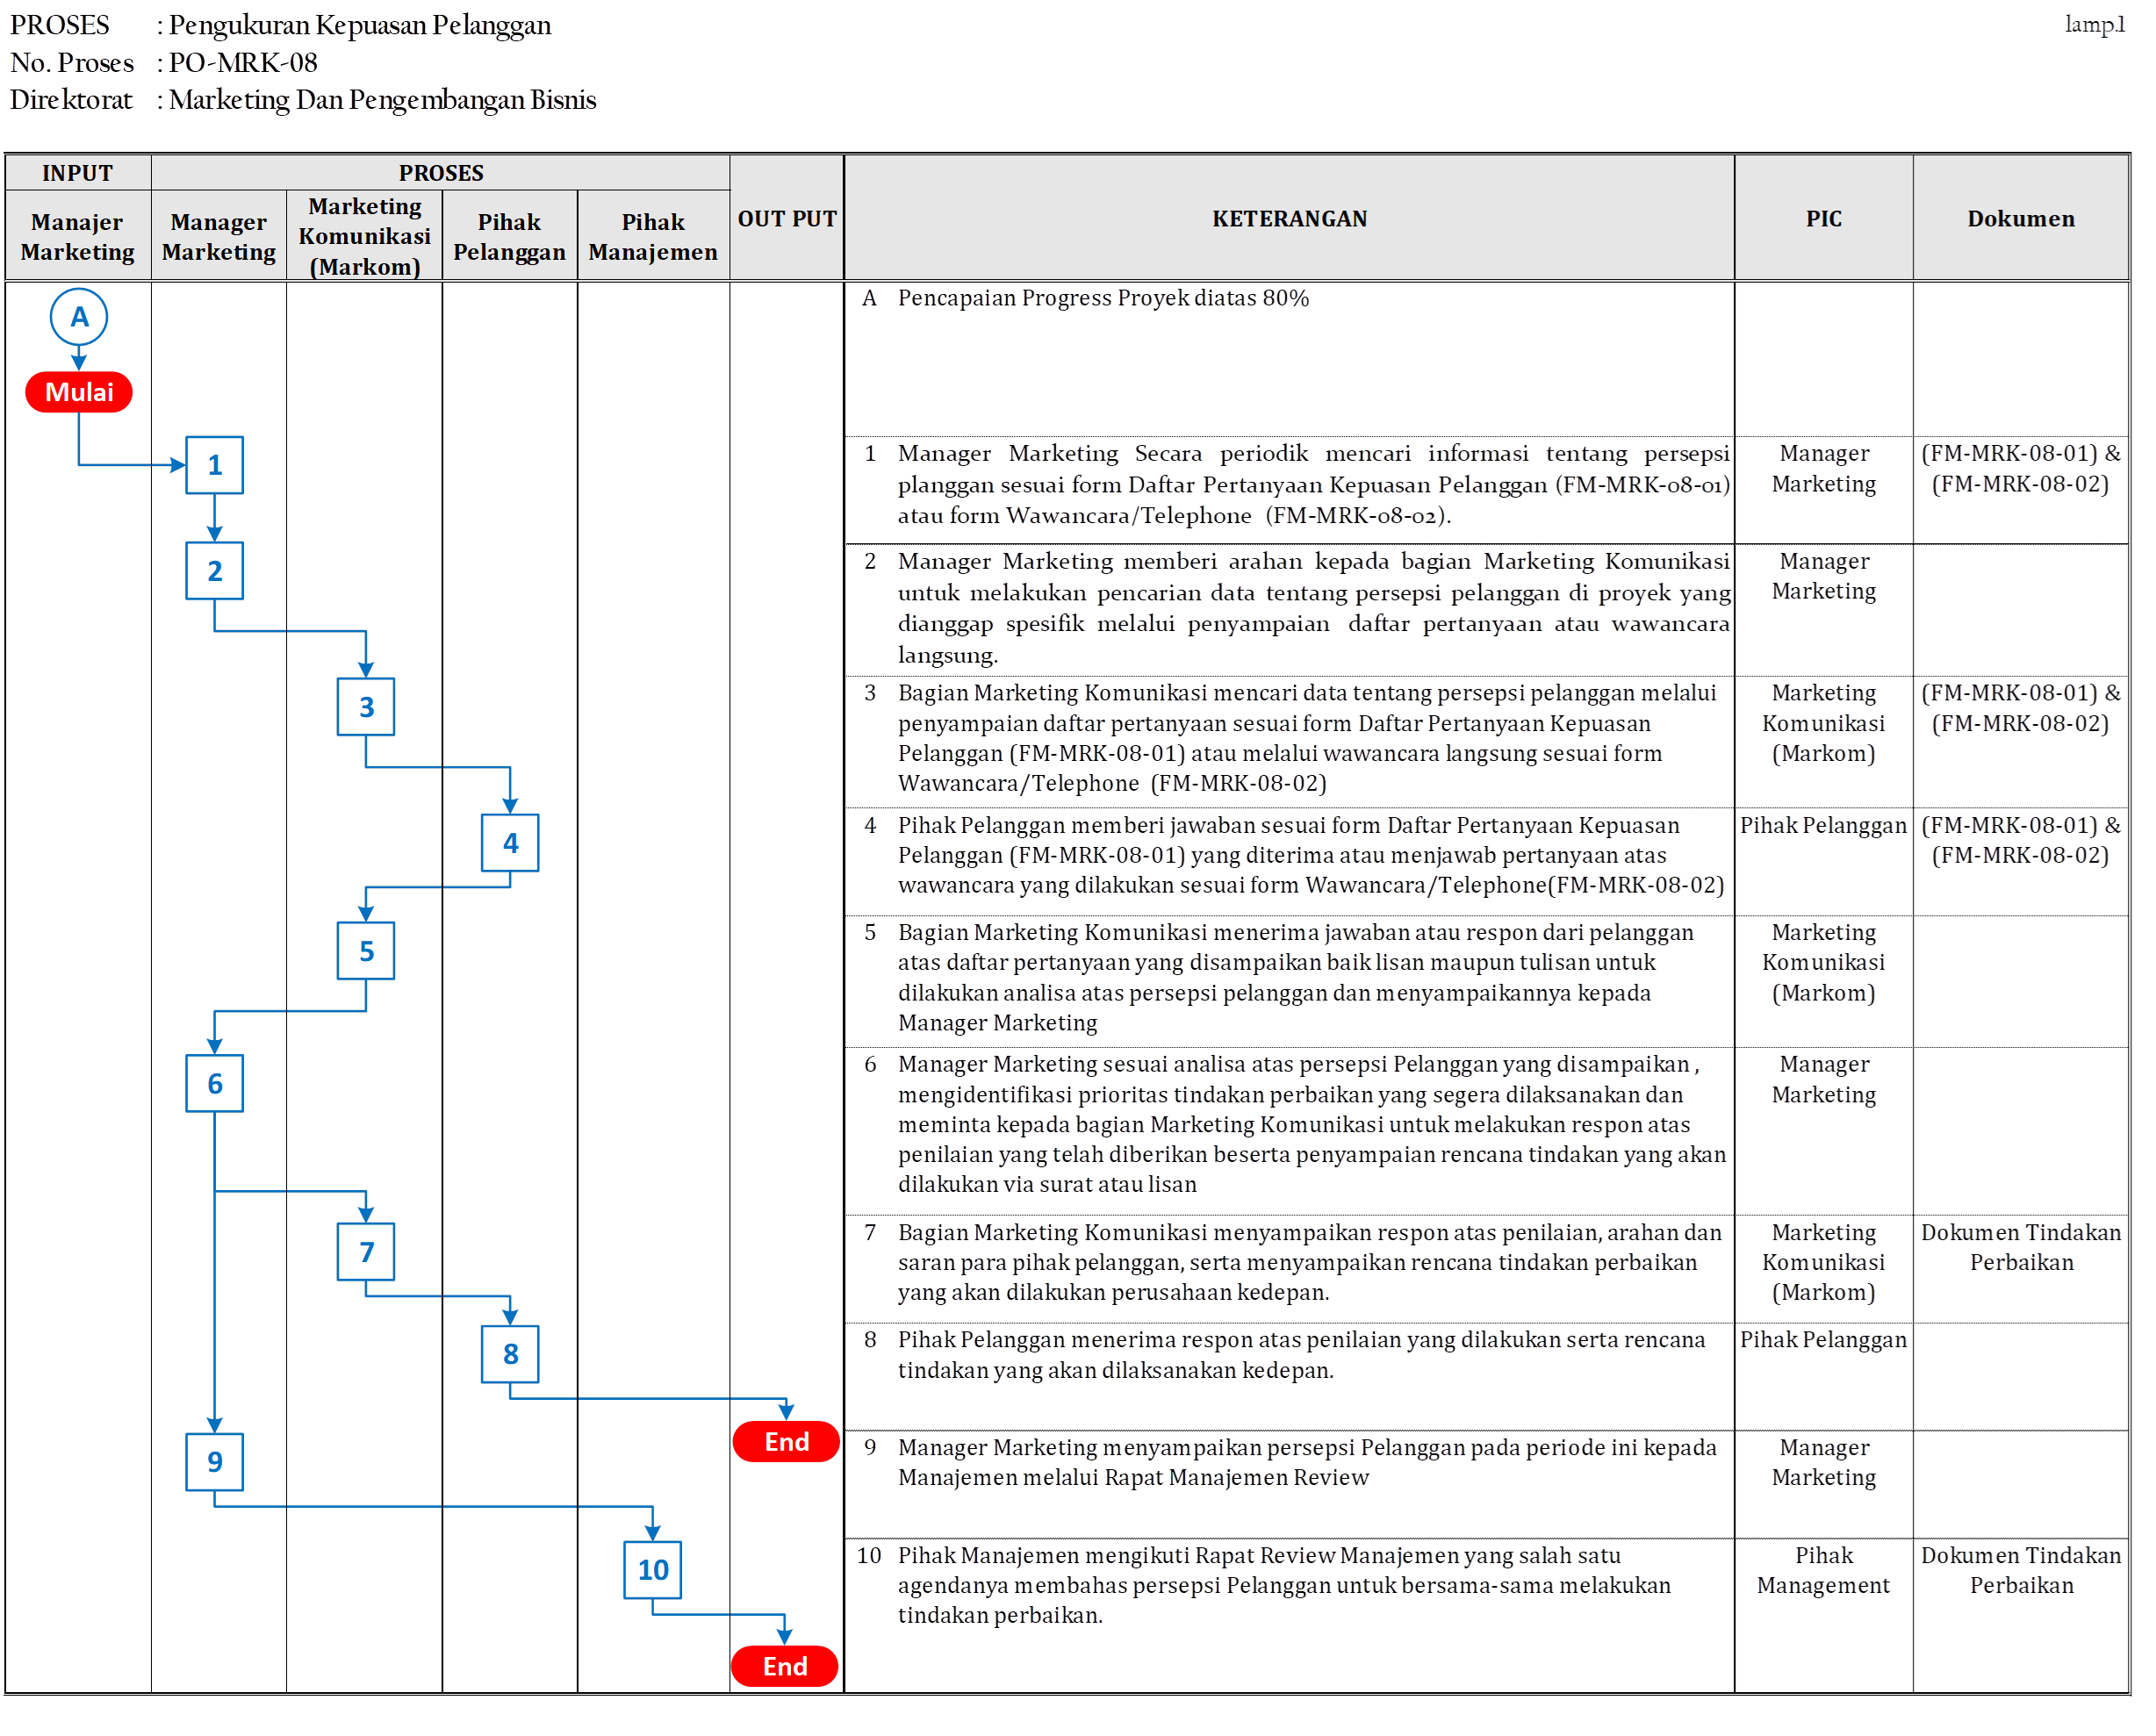 PROSES : Pengukuran Kepuasan Pelanggan
lamp.1
No. Proses : PO-MRK-08
Direktorat : Marketing Dan Pengembangan Bisnis
INPUT
PROSES
OUT PUT
KETERANGAN
PIC
Dokumen
Manajer
Marketing
Manager
Marketing
Marketing
Komunikasi
(Markom)
Pihak
Pelanggan
Pihak
Manajemen
A
Mulai
1
2
3
4
5
6
7
8
End
9
10
End
A Pencapaian Progress Proyek diatas 80%
1 Manager Marketing Secara periodik mencari informasi tentang persepsi
planggan sesuai form Daftar Pertanyaan Kepuasan Pelanggan (FM-MRK-08-01)
atau form Wawancara/Telephone (FM-MRK-08-02).
Manager
Marketing
(FM-MRK-08-01) &
(FM-MRK-08-02)
2 Manager Marketing memberi arahan kepada bagian Marketing Komunikasi
untuk melakukan pencarian data tentang persepsi pelanggan di proyek yang
dianggap spesifik melalui penyampaian daftar pertanyaan atau wawancara
langsung.
Manager
Marketing
3 Bagian Marketing Komunikasi mencari data tentang persepsi pelanggan melalui
penyampaian daftar pertanyaan sesuai form Daftar Pertanyaan Kepuasan
Pelanggan (FM-MRK-08-01) atau melalui wawancara langsung sesuai form
Wawancara/Telephone (FM-MRK-08-02)
Marketing
Komunikasi
(Markom)
(FM-MRK-08-01) &
(FM-MRK-08-02)
4 Pihak Pelanggan memberi jawaban sesuai form Daftar Pertanyaan Kepuasan
Pelanggan (FM-MRK-08-01) yang diterima atau menjawab pertanyaan atas
wawancara yang dilakukan sesuai form Wawancara/Telephone(FM-MRK-08-02)
Pihak Pelanggan
(FM-MRK-08-01) &
(FM-MRK-08-02)
5 Bagian Marketing Komunikasi menerima jawaban atau respon dari pelanggan
atas daftar pertanyaan yang disampaikan baik lisan maupun tulisan untuk
dilakukan analisa atas persepsi pelanggan dan menyampaikannya kepada
Manager Marketing
Marketing
Komunikasi
(Markom)
6 Manager Marketing sesuai analisa atas persepsi Pelanggan yang disampaikan ,
mengidentifikasi prioritas tindakan perbaikan yang segera dilaksanakan dan
meminta kepada bagian Marketing Komunikasi untuk melakukan respon atas
penilaian yang telah diberikan beserta penyampaian rencana tindakan yang akan
dilakukan via surat atau lisan
Manager
Marketing
7 Bagian Marketing Komunikasi menyampaikan respon atas penilaian, arahan dan
saran para pihak pelanggan, serta menyampaikan rencana tindakan perbaikan
yang akan dilakukan perusahaan kedepan.
Marketing
Komunikasi
(Markom)
Dokumen Tindakan
Perbaikan
8 Pihak Pelanggan menerima respon atas penilaian yang dilakukan serta rencana
tindakan yang akan dilaksanakan kedepan.
Pihak Pelanggan
9 Manager Marketing menyampaikan persepsi Pelanggan pada periode ini kepada
Manajemen melalui Rapat Manajemen Review
Manager
Marketing
10 Pihak Manajemen mengikuti Rapat Review Manajemen yang salah satu
agendanya membahas persepsi Pelanggan untuk bersama-sama melakukan
tindakan perbaikan.
Pihak
Management
Dokumen Tindakan
Perbaikan